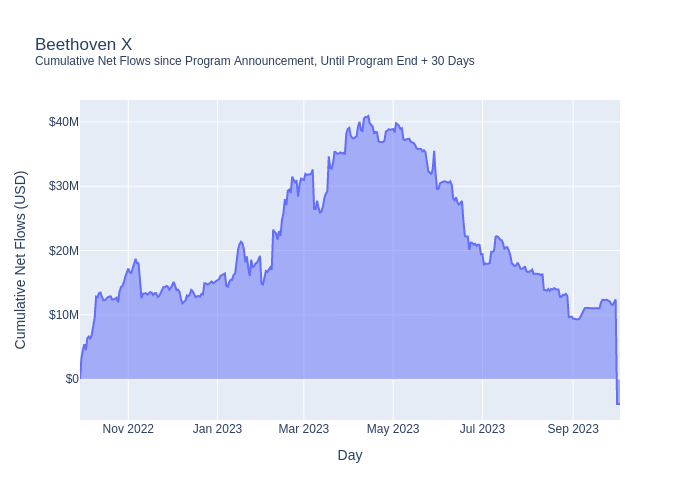 Beethoven X
Cumulative Net Flows since Program Announcement, Until Program End + 30 Days
$40M
$30M
$20M
$10M
$0
Cumulative Net Flows (USD)
Nov 2022
Jan 2023
Mar 2023
May 2023
Jul 2023
Sep 2023
Day